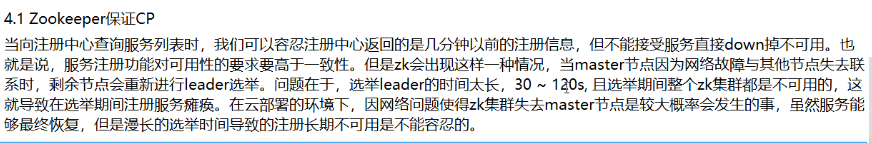 4.1 Zookeeper保证CP
当向注册中心查询服务列表时，我们可以容忍注册中心返回的是几分钟以前的注册信息，但不能接受服务直接down掉不可用。也
就是说，服务注册功能对可用性的要求要高于一致性。但是zk会出现这样一种情况，当master节点因为网络故障与其他节点失去联
系时，剩余节点会重新进行leader选举。问题在于，选举leader的时间太长，30 ~ 120s, 且选举期间整个zk集群都是不可用的，这
就导致在选举期间注册服务瘫痪。在云部署的环境下，因网络问题使得zk集群失去master节点是较大概率会发生的事，虽然服务能
够最终恢复，但是漫长的选举时间导致的注册长期不可用是不能容忍的。